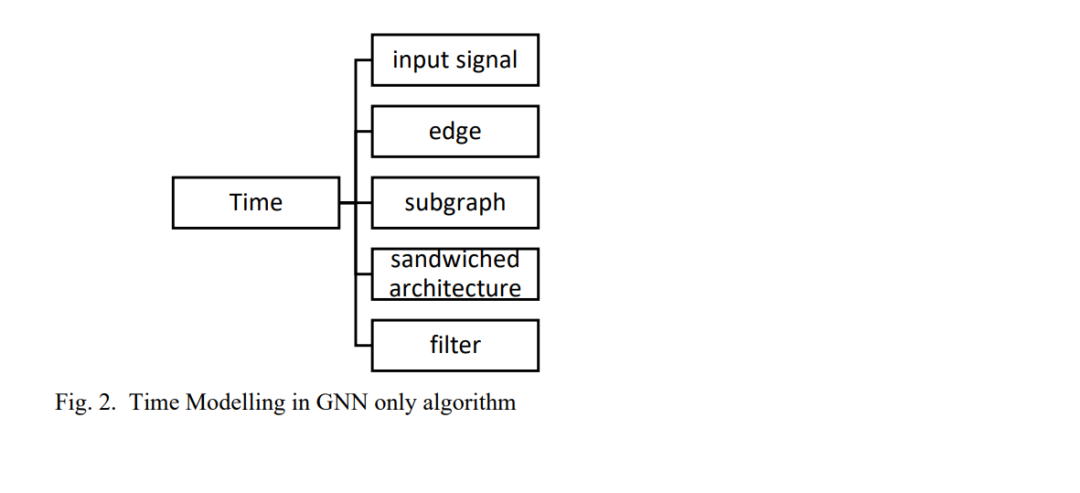 input signal
edge
Time
subgraph
sandwiched
architecture
filter
Fig. 2. Time Modelling in GNN only algorithm